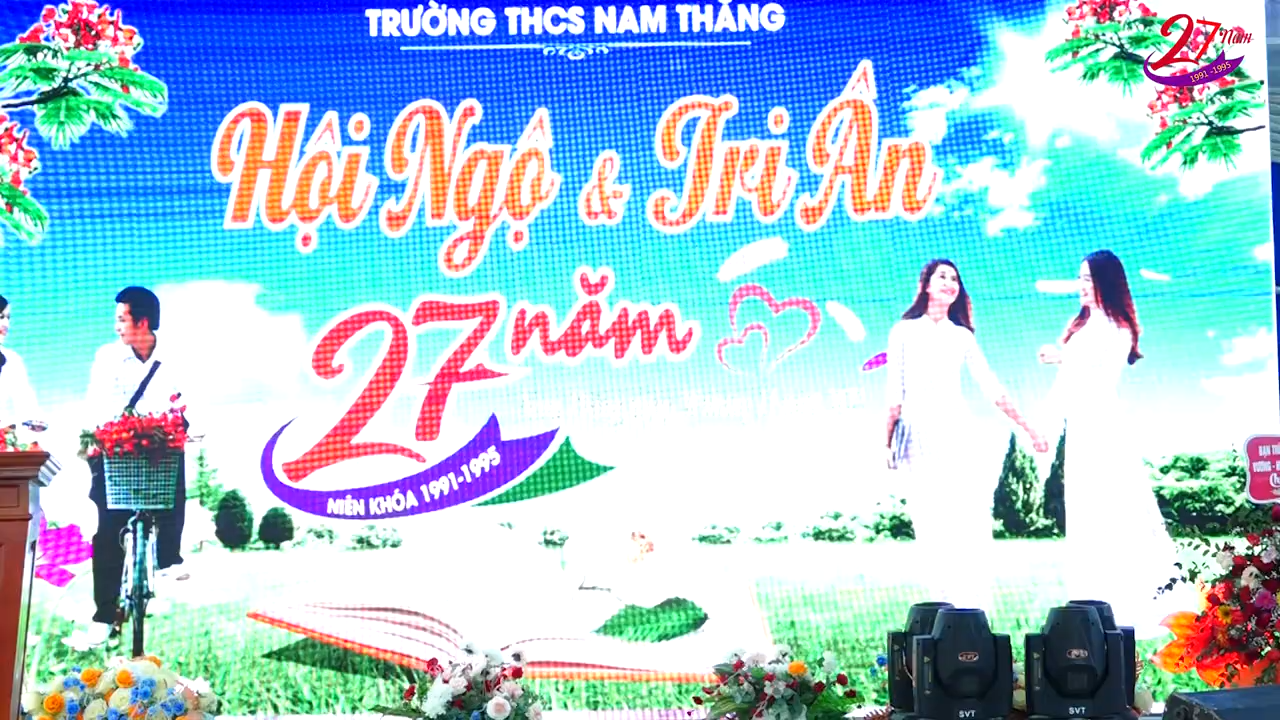 TRƯỜNG THCS NAM THẮNG
27 Năm
1991-1995
Hội Ngộ & Tri Ân
27 năm
NIÊN KHÓA 1991-1995
SVT
SVT